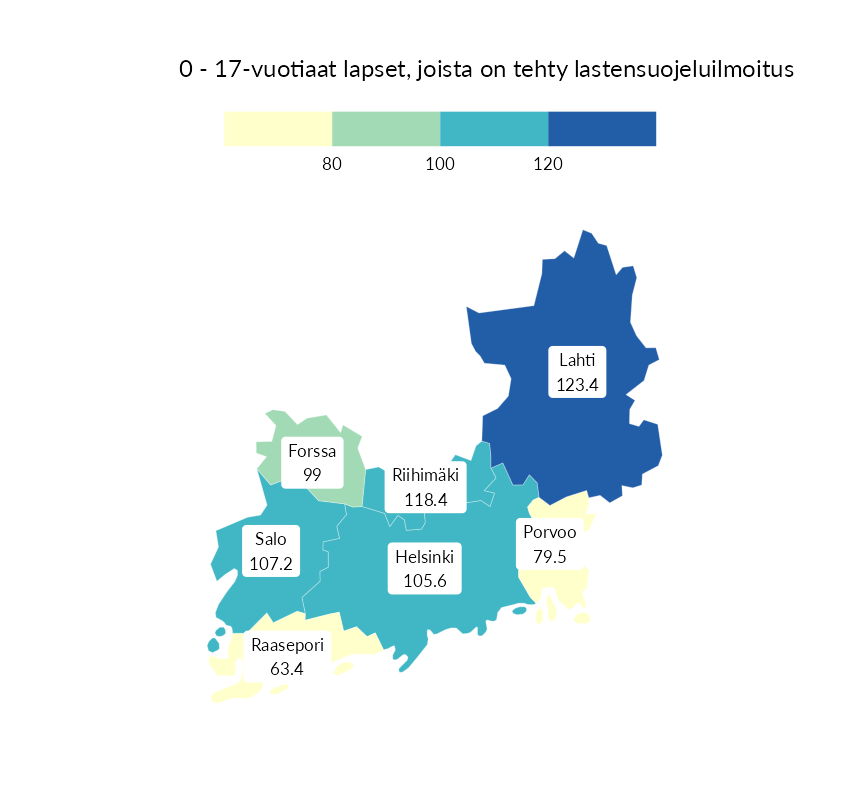 0 - 17-vuotiaat lapset, joista on tehty lastensuojeluilmoitus
80 100 120
Lahti
123.4
Forssa
99
Riihimäki
118.4
Salo
107.2
Helsinki
105.6
Porvoo
79.5
Raasepori
63.4